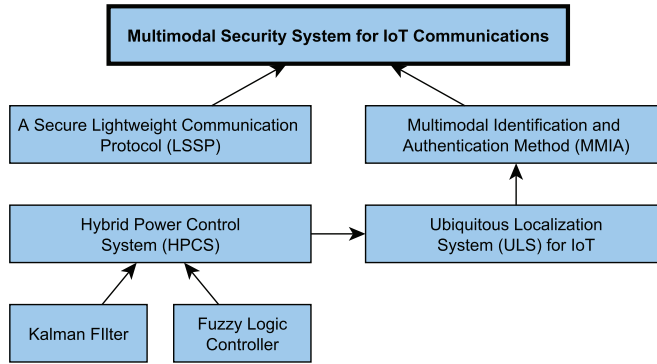 Multimodal Security System for IoT Communications
A Secure Lightweight Communication
Protocol (LSSP)
Multimodal Identification and
Authentication Method (MMIA)
Hybrid Power Control
System (HPCS)
Ubiquitous Localization
System (ULS) for IoT
Kalman FIlter
Fuzzy Logic
Controller